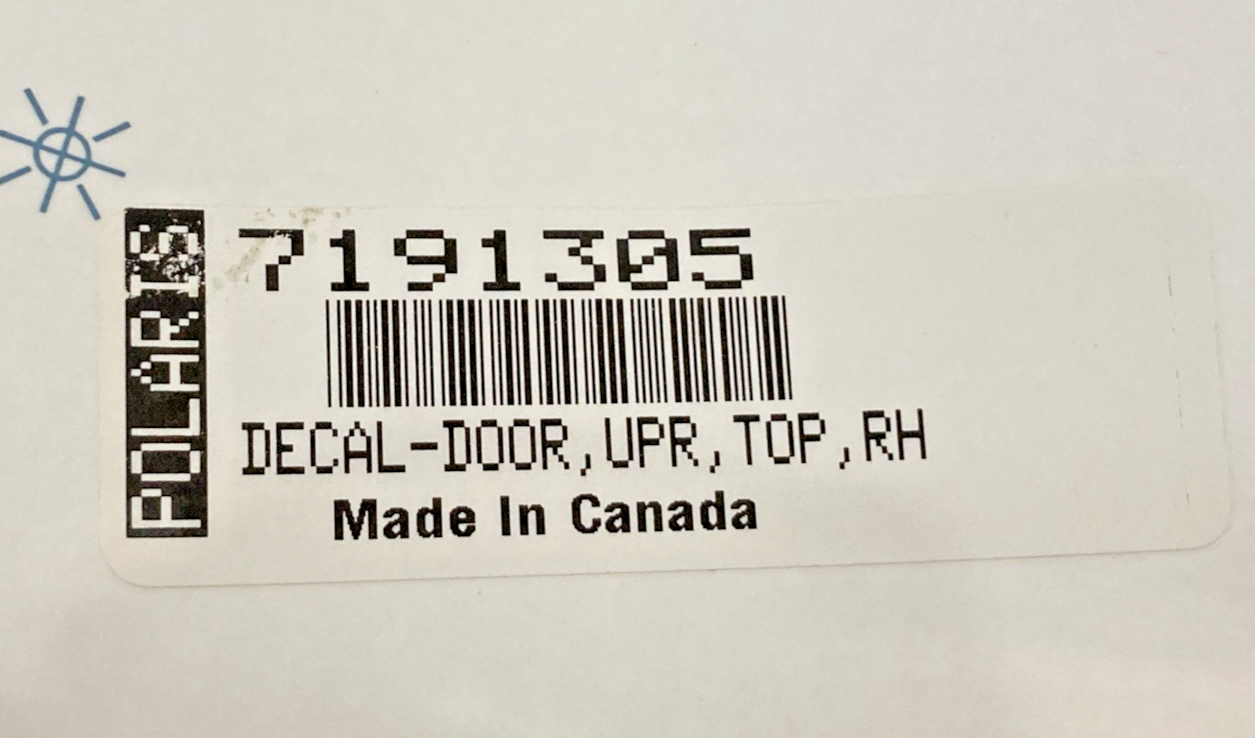 POLARIS
7191305
DECAL-DOOR,UPR,TOP,RH
Made In Canada